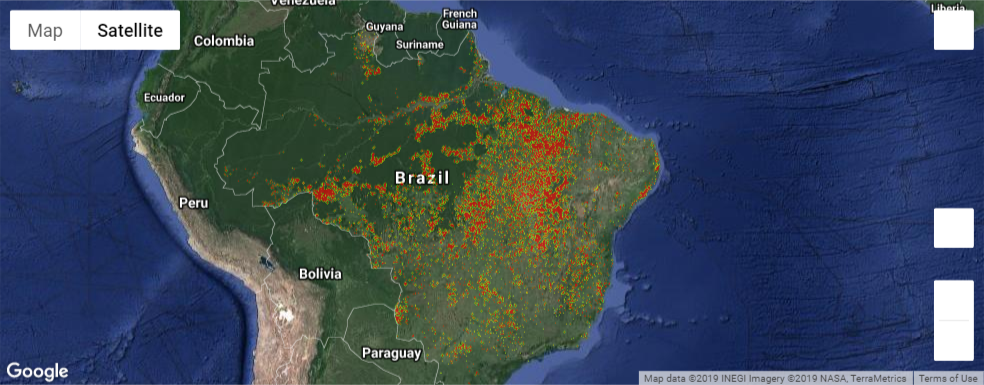 Venezuela
Liberia
Map
Satellite
French
Guiana
Guyana
Colombia
Suriname
Ecuador
Brazil
Peru
Bolivia
Paraguay
Google
Map data ©2019 INEGI Imagery ©2019 NASA, TerraMetrics
Terms of Use